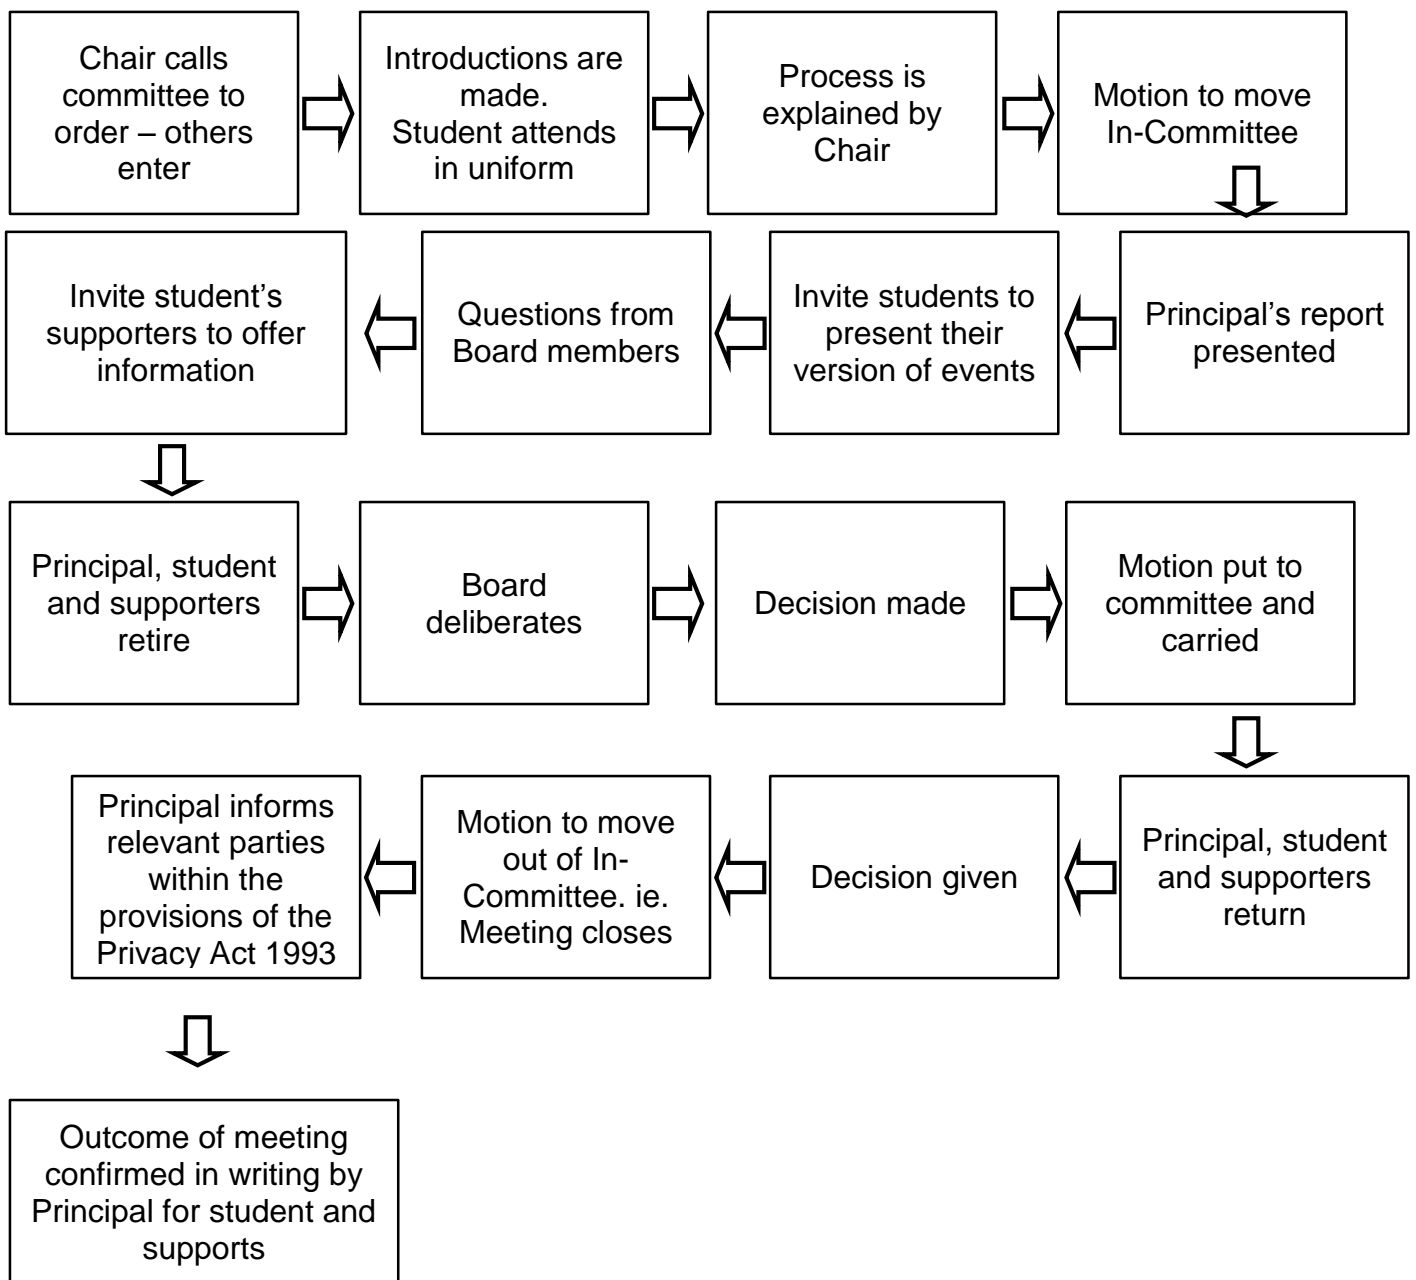 Chair calls
committee to
order – others
enter
Introductions are
made.
Student attends
in uniform
Process is
explained by
Chair
Motion to move
In-Committee
Principal’s report
presented
Invite students to
present their
version of events
Questions from
Board members
Invite student’s
supporters to offer
information
Principal, student
and supporters
retire
Board
deliberates
Decision made
Motion put to
committee and
carried
Principal, student
and supporters
return
Decision given
Motion to move
out of In-
Committee. ie.
Meeting closes
Principal informs
relevant parties
within the
provisions of the
Privacy Act 1993
Outcome of meeting
confirmed in writing by
Principal for student and
supports